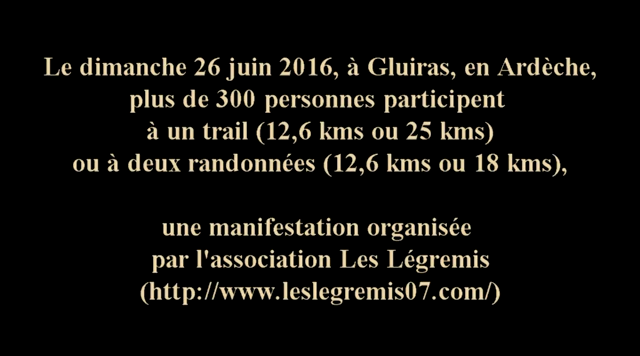 Le dimanche 26 juin 2016, à Gluiras, en Ardèche,
plus de 300 personnes participent
à un trail (12,6 kms ou 25 kms)
ou à deux randonnées (12,6 kms ou 18 kms),
une manifestation organisée
par l'association Les Légremis
(http://www.leslegremis07.com/)